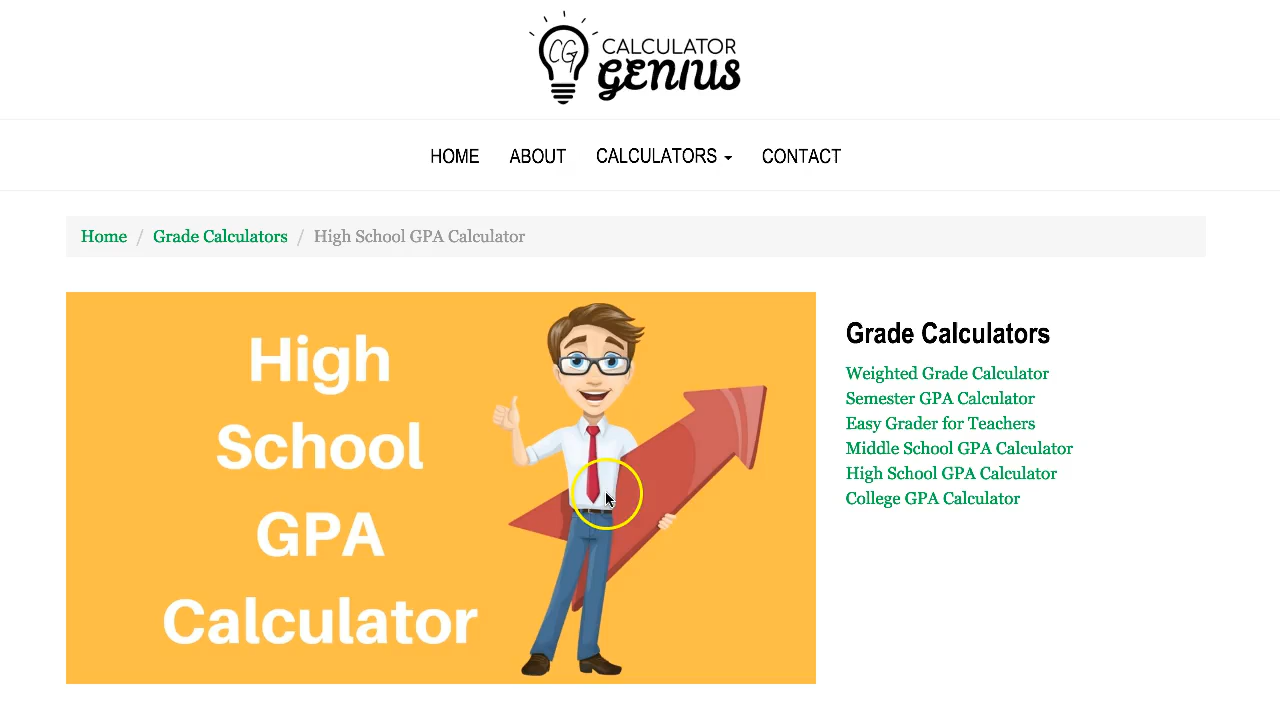 CG CALCULATOR
GENIUS
HOME ABOUT CALCULATORS CONTACT
Home / Grade Calculators / High School GPA Calculator
High
School
GPA
Calculator
Grade Calculators
Weighted Grade Calculator
Semester GPA Calculator
Easy Grader for Teachers
Middle School GPA Calculator
High School GPA Calculator
College GPA Calculator